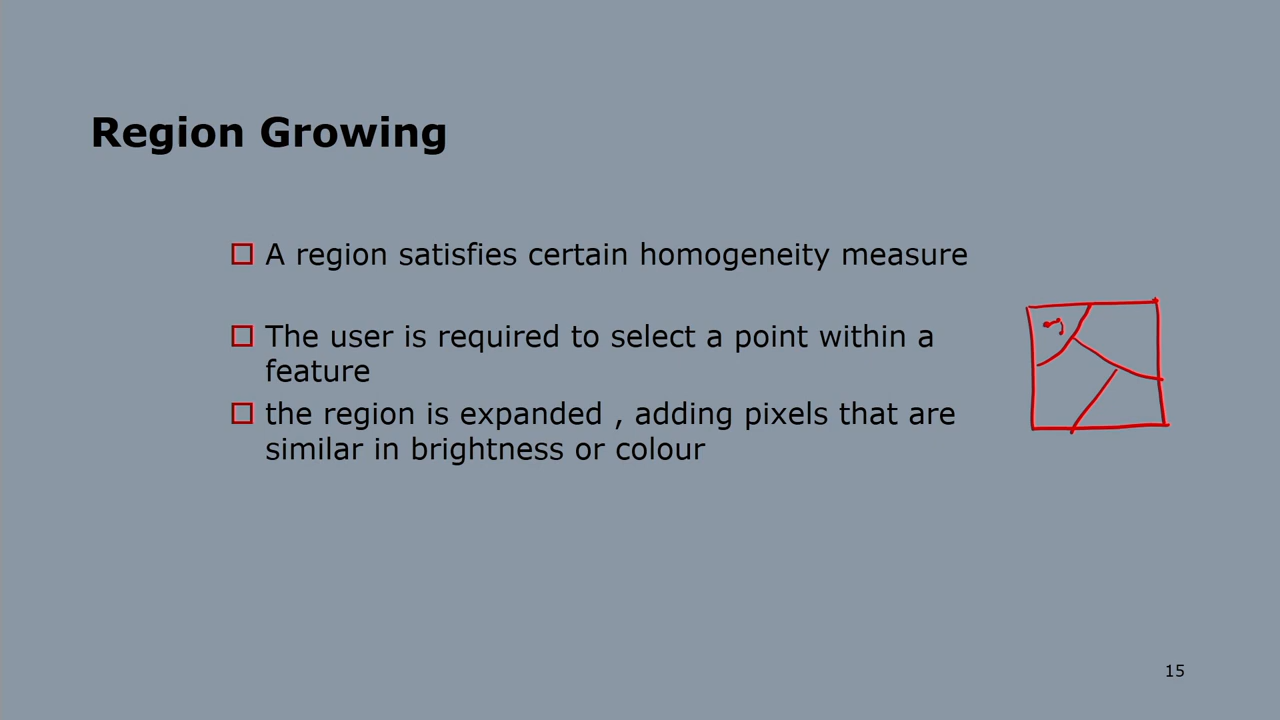 Region Growing
A region satisfies certain homogeneity measure
The user is required to select a point within a
feature
the region is expanded , adding pixels that are
similar in brightness or colour
15